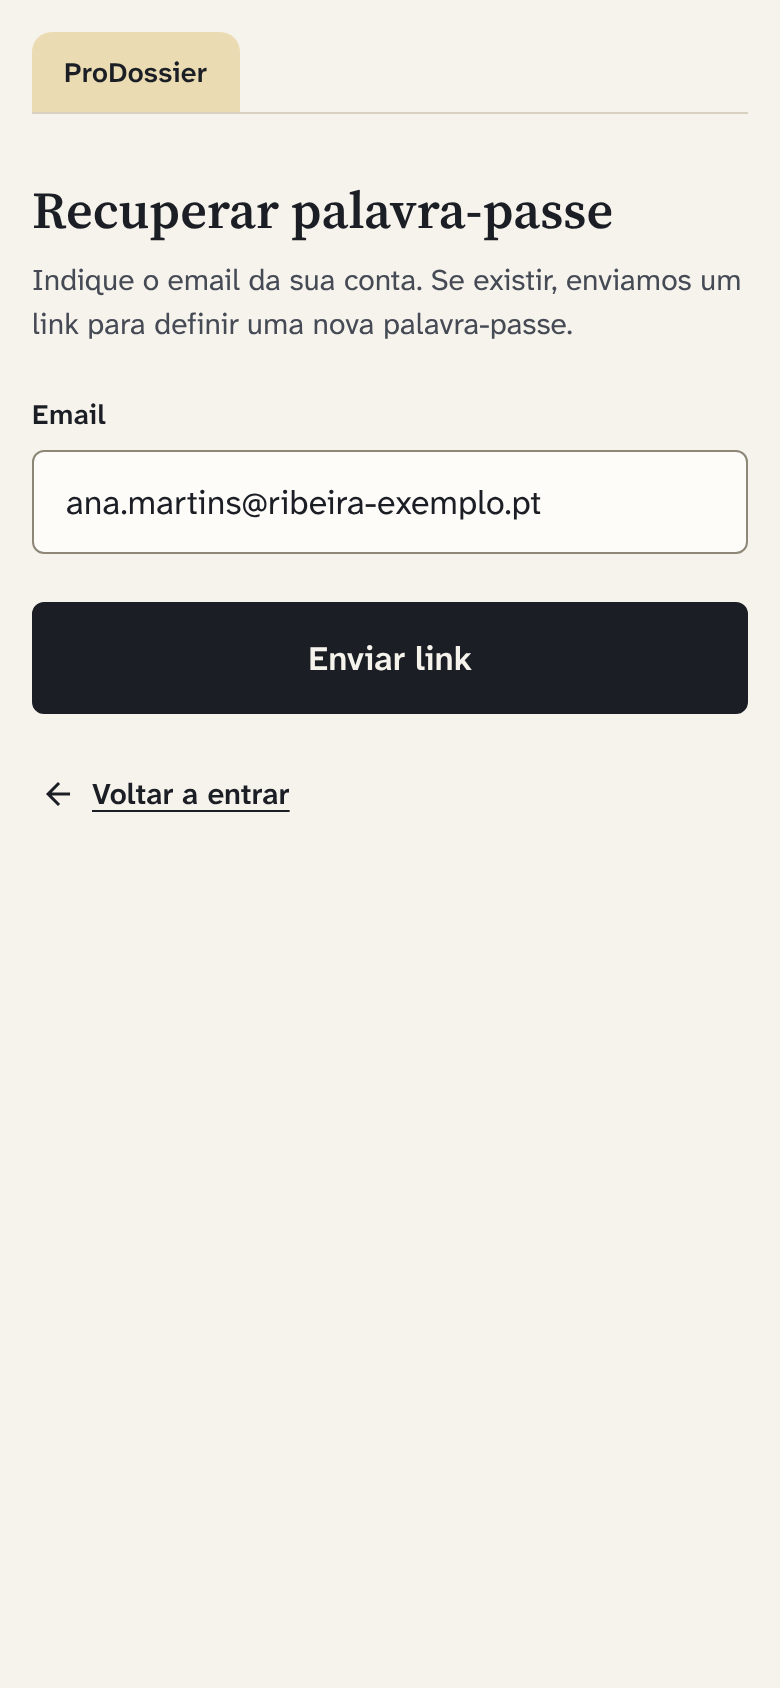 ProDossier
Recuperar palavra-passe
Indique o email da sua conta. Se existir, enviamos um
link para definir uma nova palavra-passe.
Email
ana.martins@ribeira-exemplo.pt
Enviar link
← Voltar a entrar